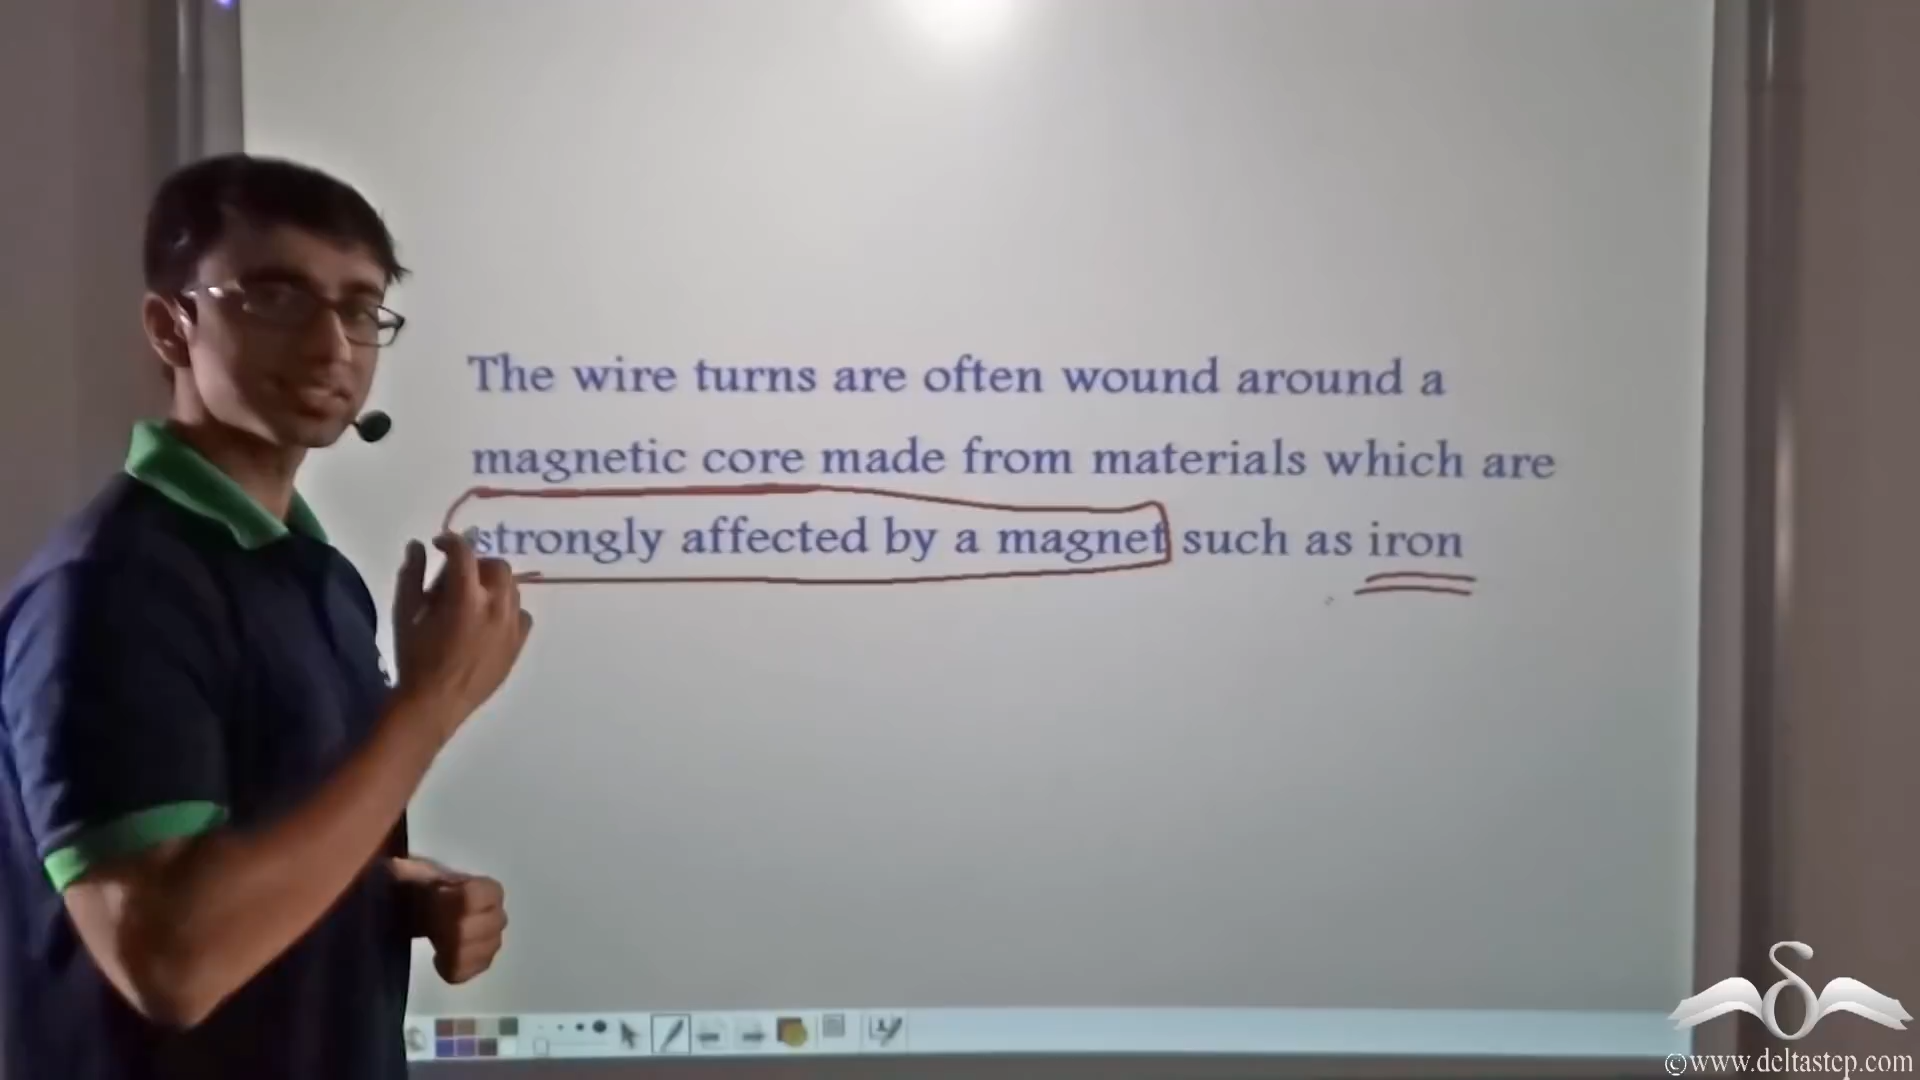 The wire turns are often wound around a
magnetic core made from materials which are
strongly affected by a magnet such as iron
©www.deltastep.com